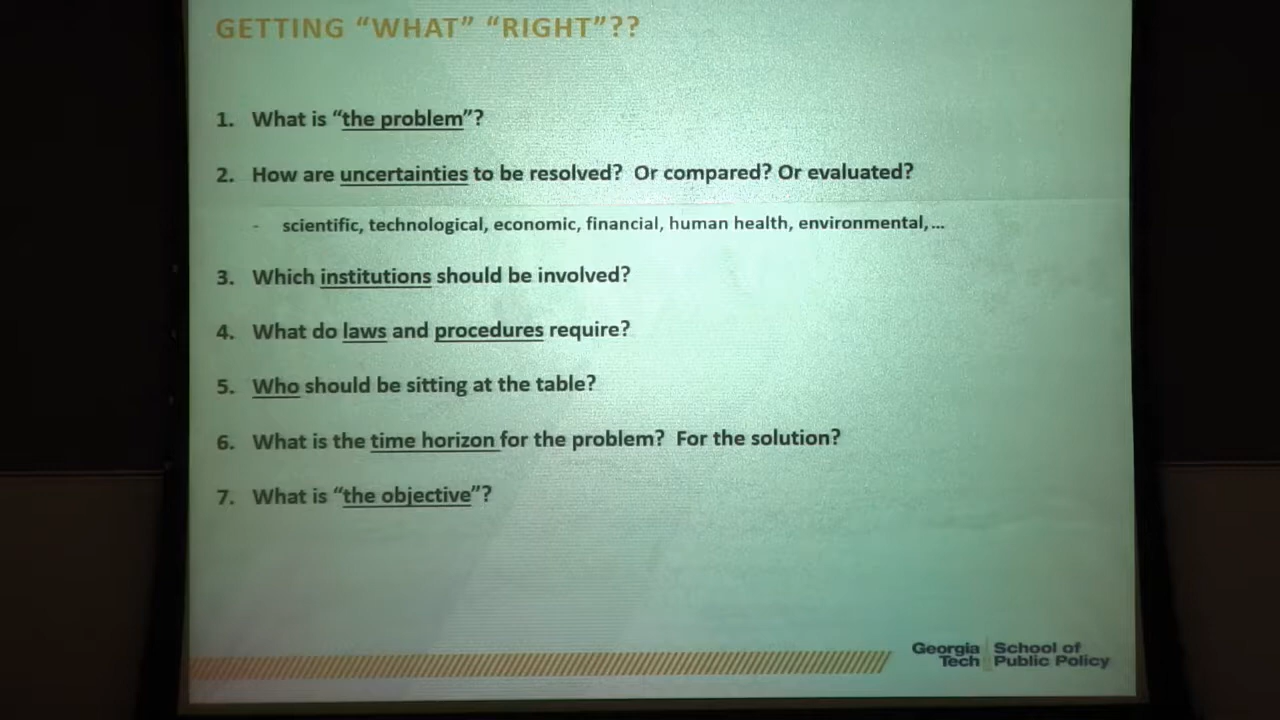 GETTING “WHAT” “RIGHT”??
1. What is “the problem”?
2. How are uncertainties to be resolved? Or compared? Or evaluated?
- scientific, technological, economic, financial, human health, environmental,...
3. Which institutions should be involved?
4. What do laws and procedures require?
5. Who should be sitting at the table?
6. What is the time horizon for the problem? For the solution?
7. What is “the objective”?
Georgia Tech
School of Public Policy